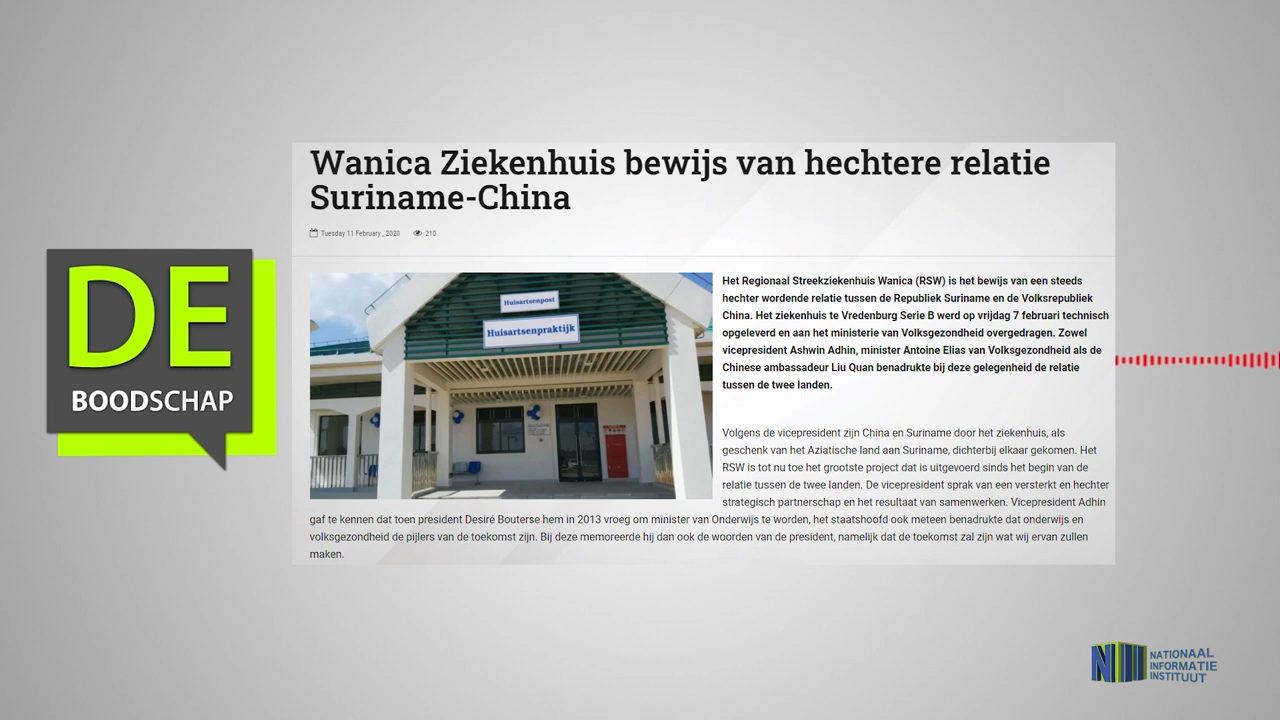 Wanica Ziekenhuis bewijs van hechtere relatie
Suriname-China
Tuesday 11 February , 2020 210
DE
BOODSCHAP
Huisartsenpost
Huisartsenpraktijk
Het Regionaal Streekziekenhuis Wanica (RSW) is het bewijs van een steeds
hechter wordende relatie tussen de Republiek Suriname en de Volksrepubliek
China. Het ziekenhuis te Vredenburg Serie B werd op vrijdag 7 februari technisch
opgeleverd en aan het ministerie van Volksgezondheid overgedragen. Zowel
vicepresident Ashwin Adhin, minister Antoine Elias van Volksgezondheid als de
Chinese ambassadeur Liu Quan benadrukte bij deze gelegenheid de relatie
tussen de twee landen.
Volgens de vicepresident zijn China en Suriname door het ziekenhuis, als
geschenk van het Aziatische land aan Suriname, dichterbij elkaar gekomen. Het
RSW is tot nu toe het grootste project dat is uitgevoerd sinds het begin van de
relatie tussen de twee landen. De vicepresident sprak van een versterkt en hechter
strategisch partnerschap en het resultaat van samenwerken. Vicepresident Adhin
gaf te kennen dat toen president Desiré Bouterse hem in 2013 vroeg om minister van Onderwijs te worden, het staatshoofd ook meteen benadrukte dat onderwijs en
volksgezondheid de pijlers van de toekomst zijn. Bij deze memoreerde hij dan ook de woorden van de president, namelijk dat de toekomst zal zijn wat wij ervan zullen
maken.
NII
NATIONAAL
INFORMATIE
INSTITUUT